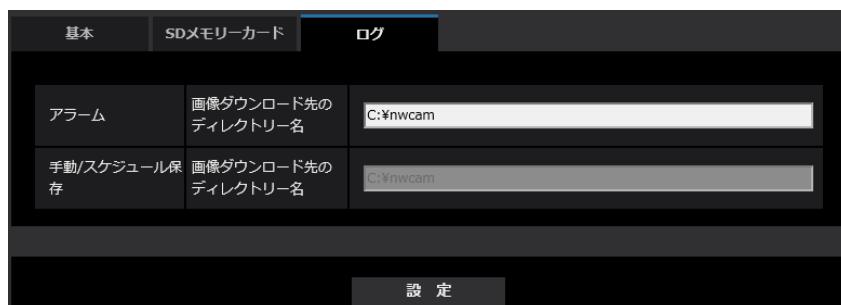 基本 SDメモリーカード ログ
アラーム
画像ダウンロード先の
ディレクトリー名
C:¥nwcam
手動/スケジュール保
存
画像ダウンロード先の
ディレクトリー名
C:¥nwcam
設 定